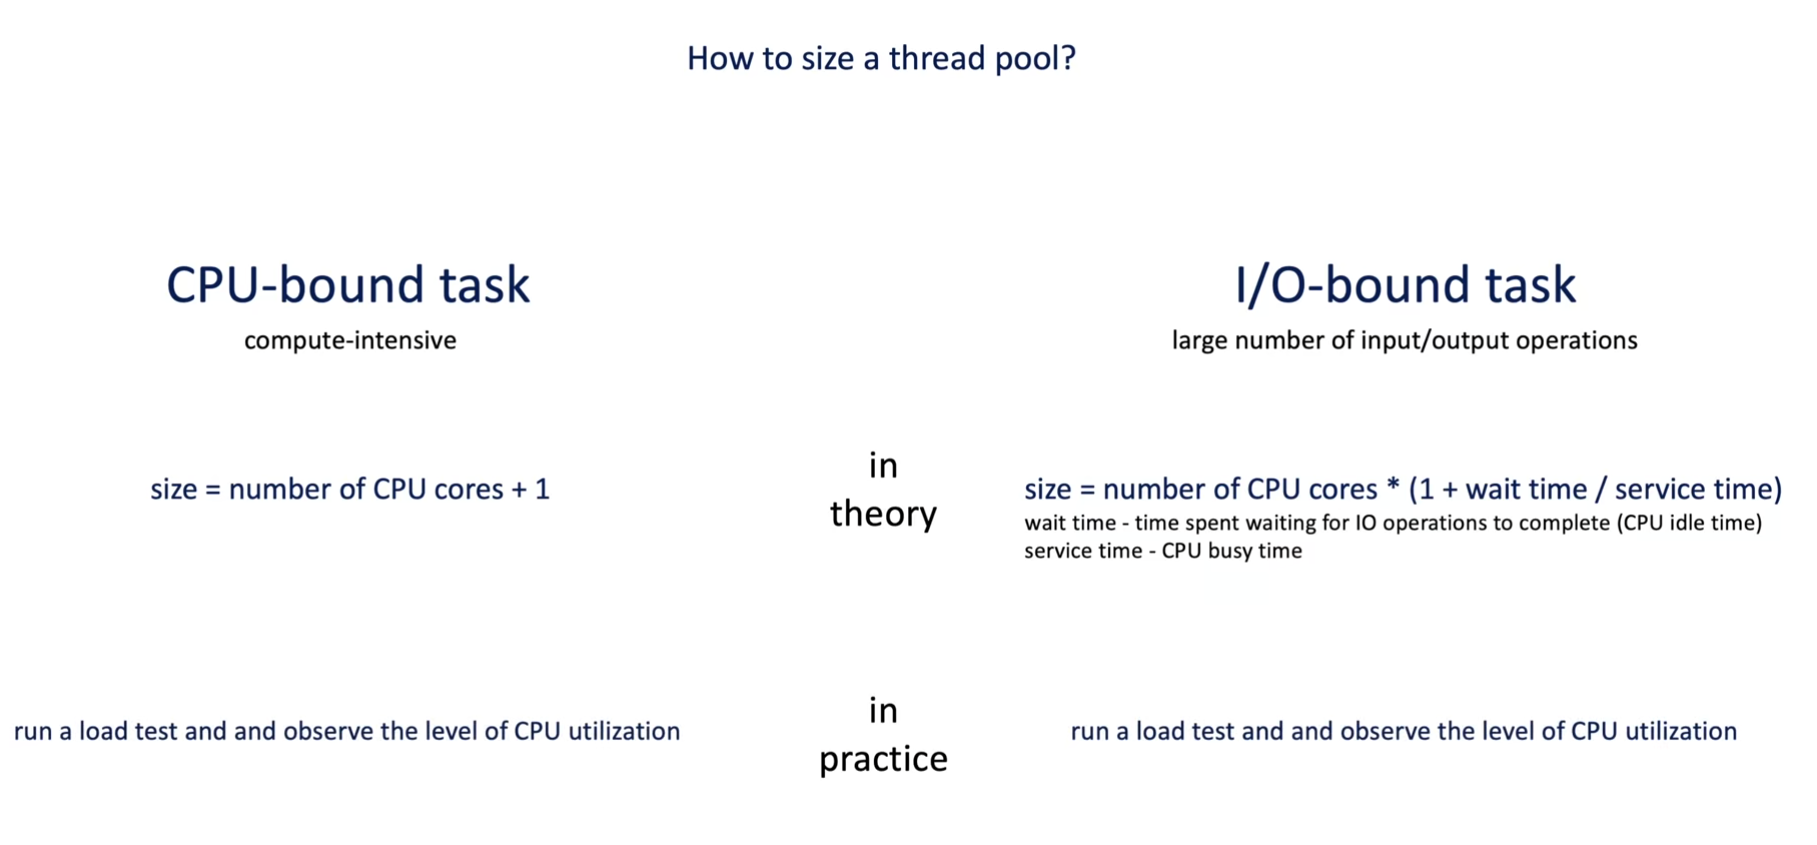 How to size a thread pool?
CPU-bound task
compute-intensive
I/O-bound task
large number of input/output operations
size = number of CPU cores + 1
in
theory
size = number of CPU cores * (1 + wait time / service time)
wait time - time spent waiting for IO operations to complete (CPU idle time)
service time - CPU busy time
run a load test and and observe the level of CPU utilization
in
practice
run a load test and and observe the level of CPU utilization